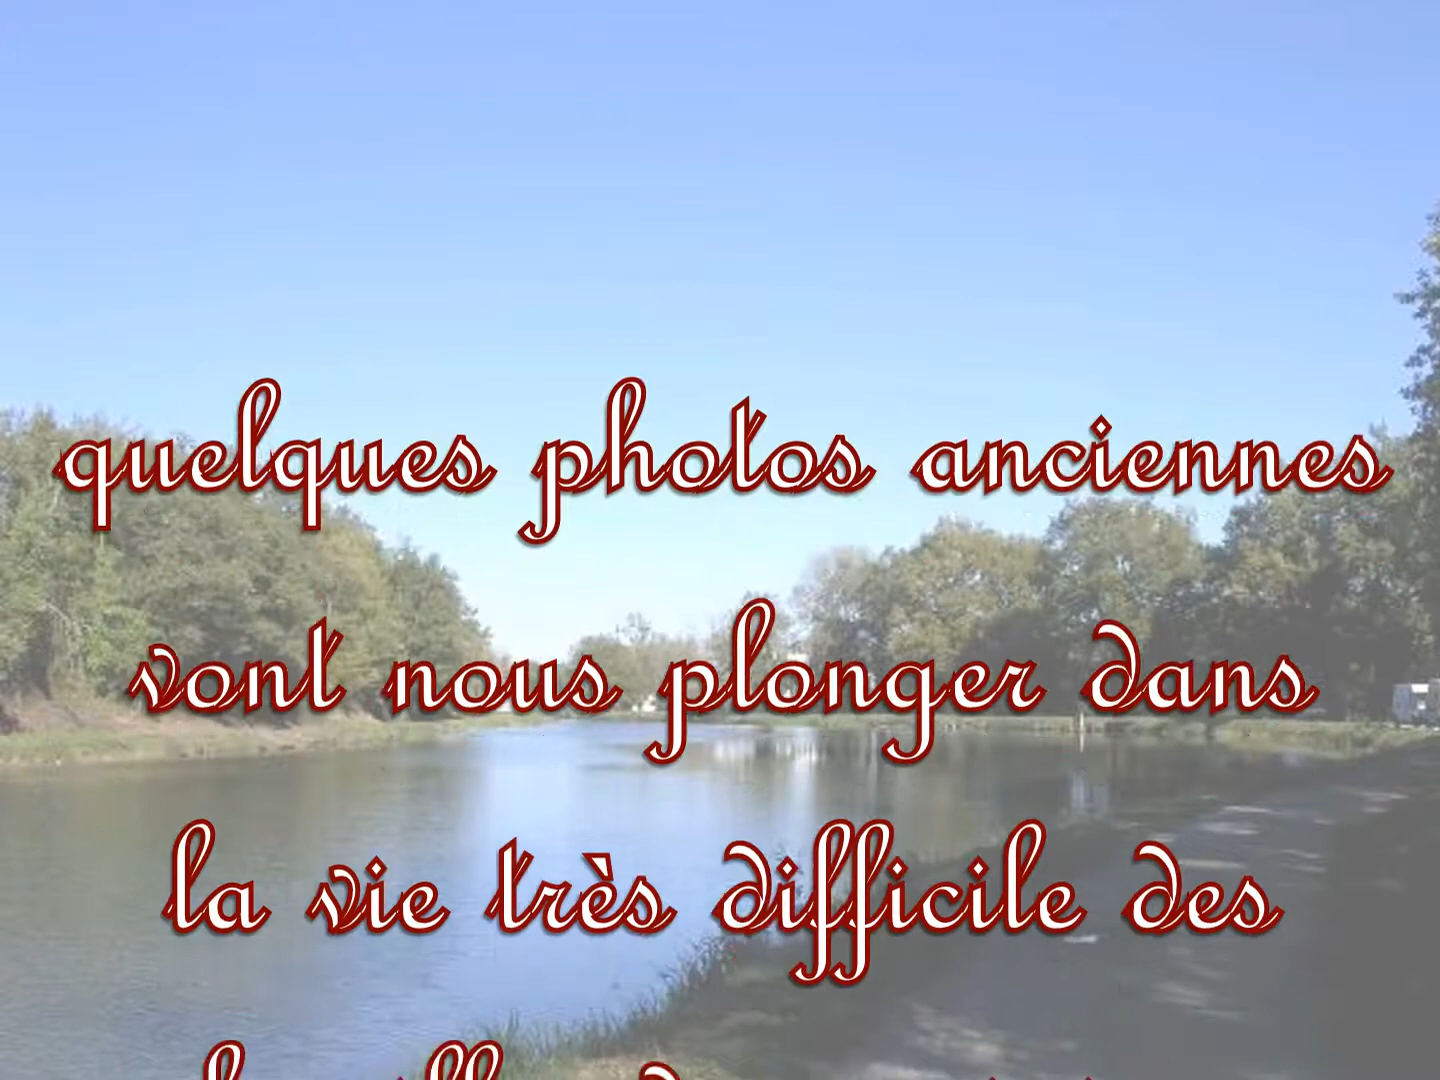 quelques photos anciennes
vont nous plonger dans
la vie très difficile des